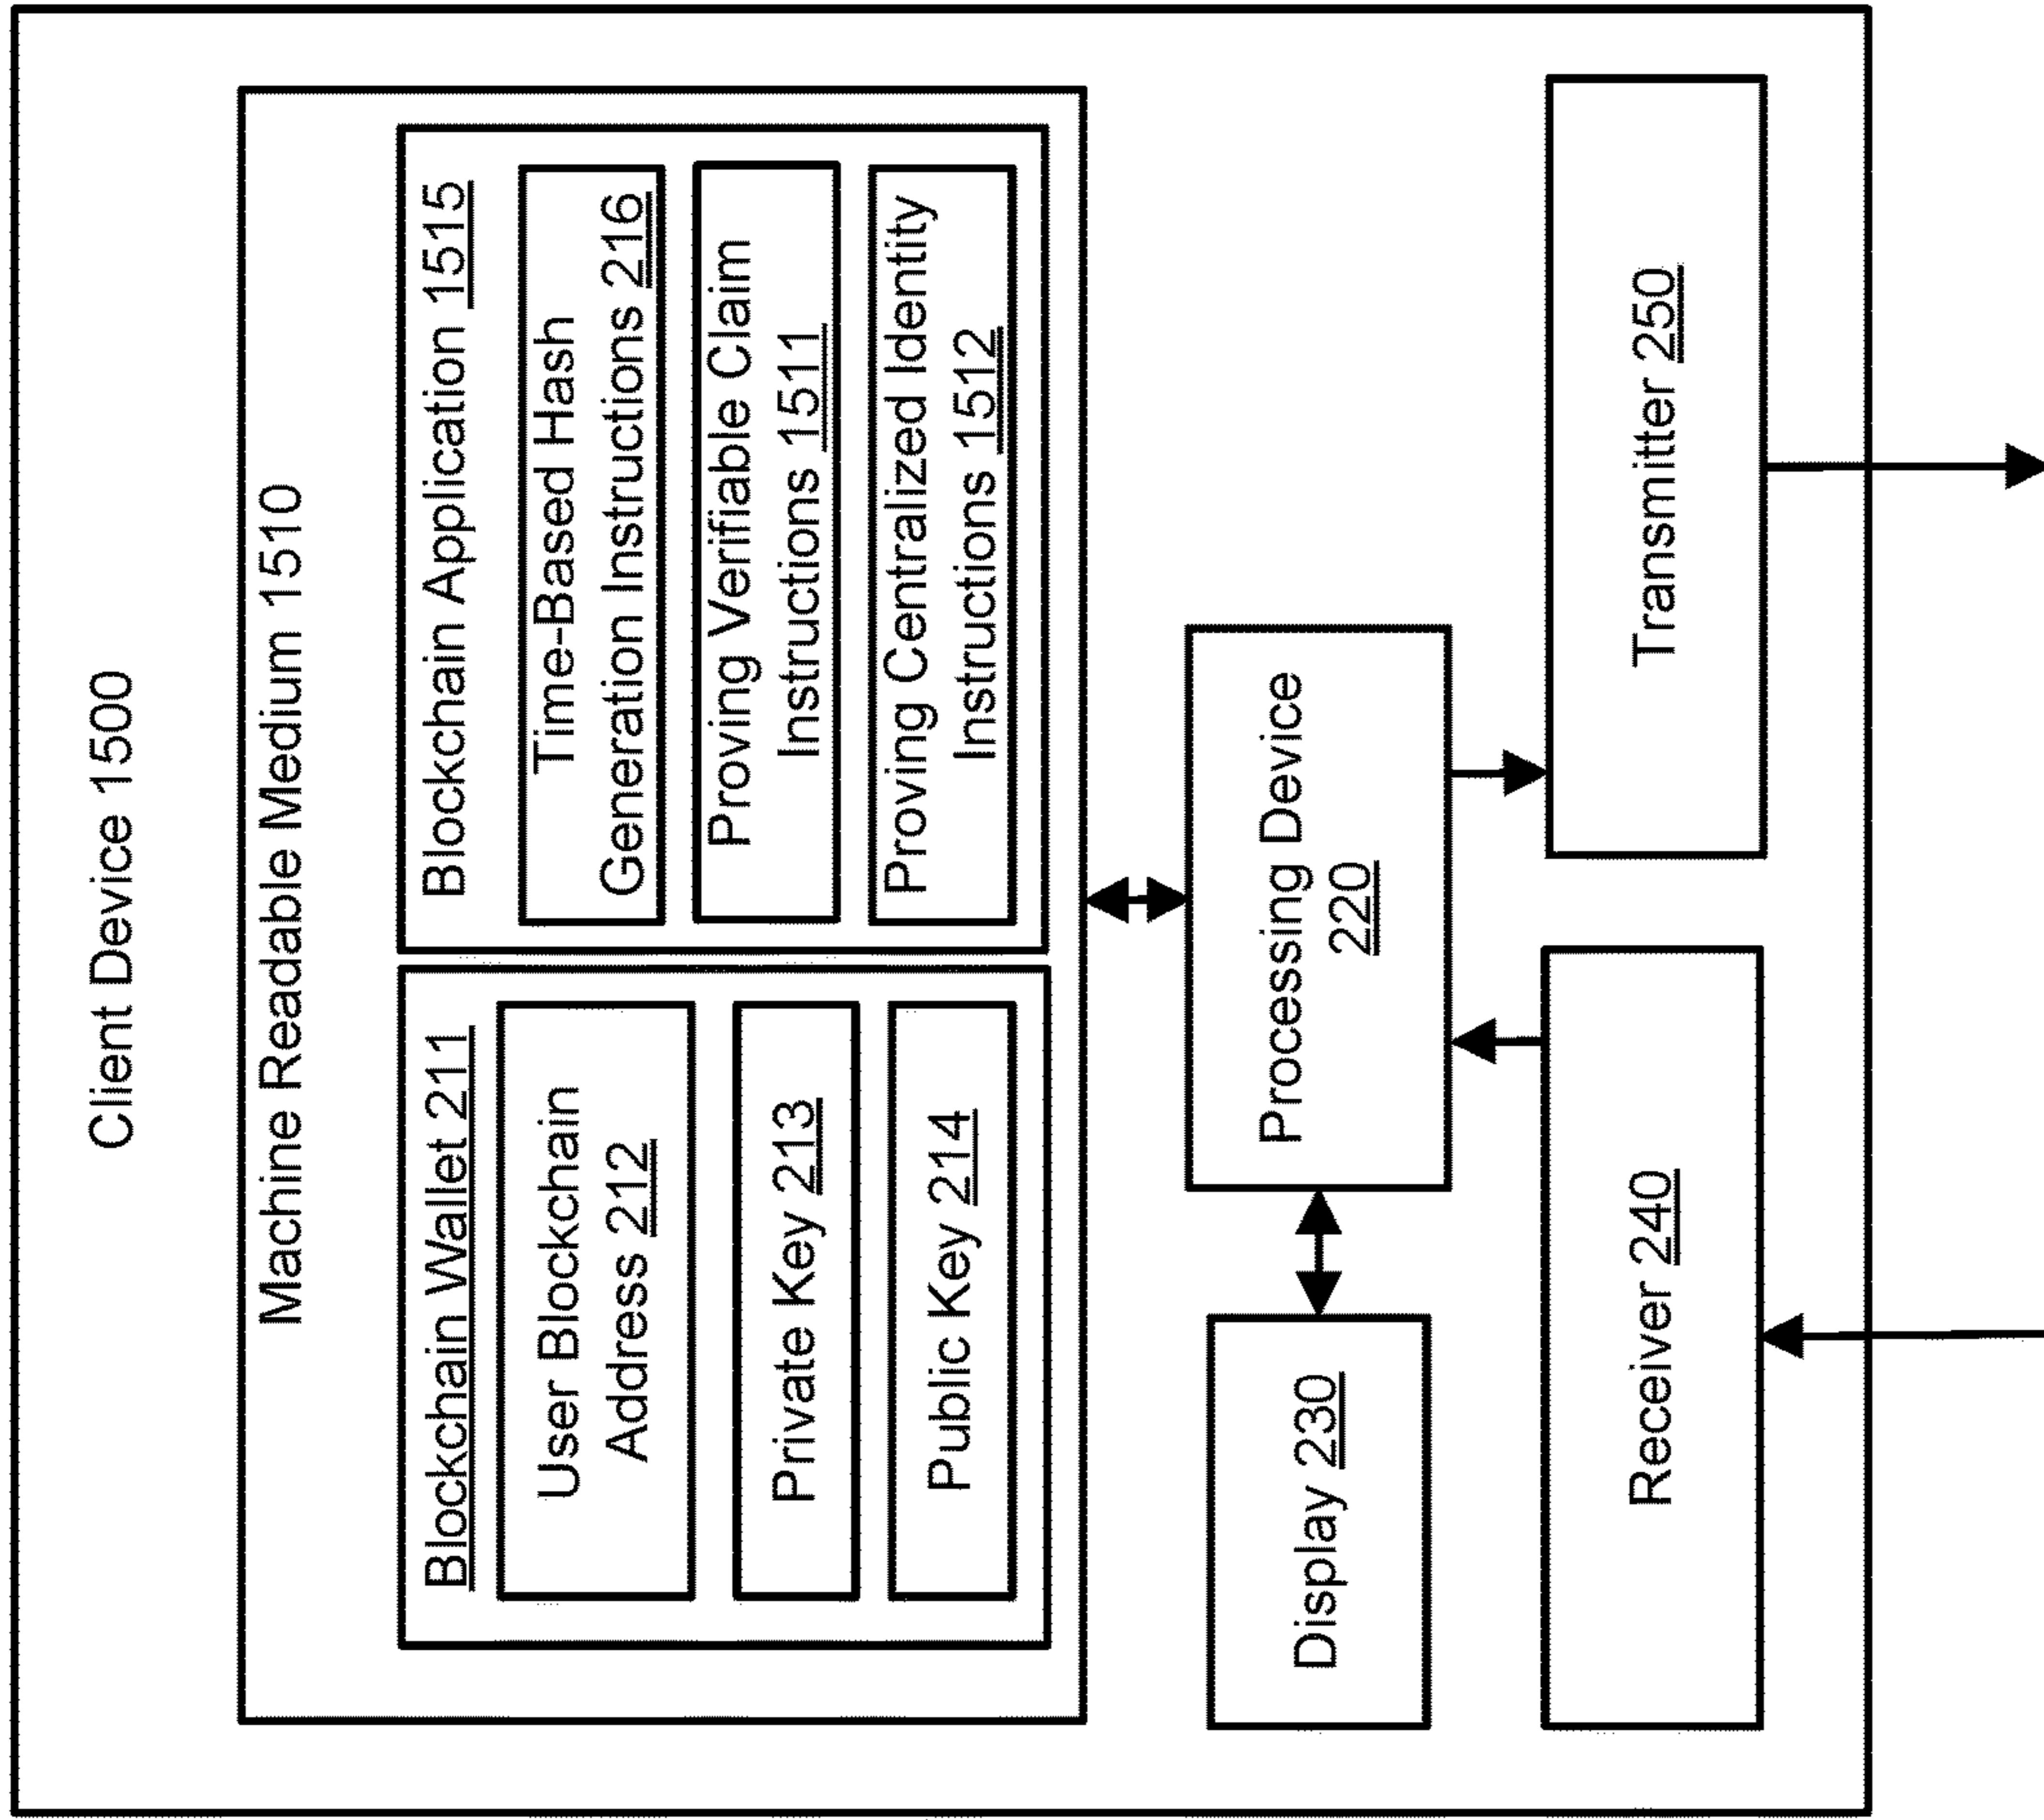 Client Device 1500
Machine Readable Medium 1510
Blockchain Wallet 211
User Blockchain
Address 212
Private Key 213
Public Key 214
Blockchain Application 1515
Time-Based Hash
Generation Instructions 216
Proving Verifiable Claim
Instructions 1511
Proving Centralized Identity
Instructions 1512
Display 230
Processing Device
220
Receiver 240
Transmitter 250